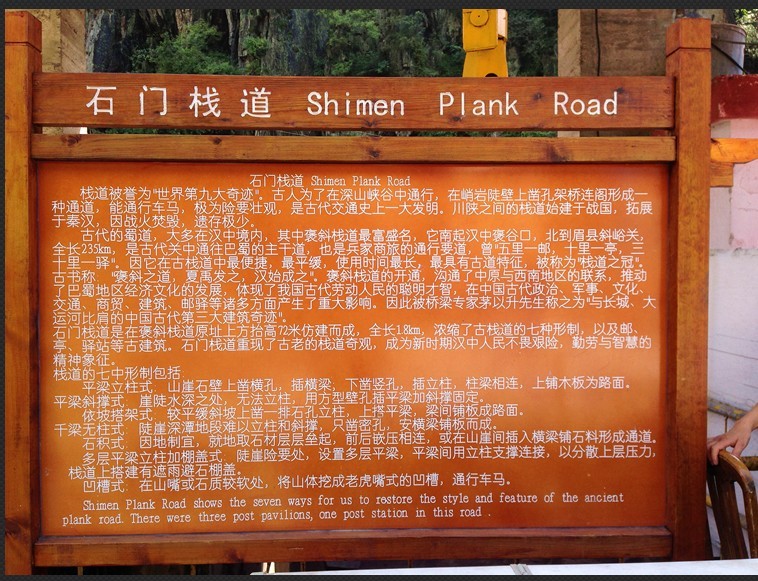 石门栈道 Shimen Plank Road
石门栈道 Shimen Plank Road
栈道被誉为"世界第九大奇迹"。古人为了在深山峡谷中通行，在峭岩陡壁上凿孔架桥连阁形成一
种通道，能通行车马，极为险要壮观，是古代交通史上一大发明。川陕之间的栈道始建于战国，拓展
于秦汉，因战火焚毁，遗存极少。
古代的蜀道，大多在汉中境内，其中褒斜栈道最富盛名，它南起汉中褒谷口，北到眉县斜峪关，
全长235km，是古代关中通往巴蜀的主干道，也是兵家商旅的通行要道，曾"五里一邮，十里一亭，三
十里一驿"。因它在古栈道中最便捷，最平缓，使用时间最长，最具有古道特征，被称为"栈道之冠"。
古书称，"褒斜之道，夏禹发之，汉始成之"。褒斜栈道的开通，沟通了中原与西南地区的联系，推动
了巴蜀地区经济文化的发展，体现了我国古代劳动人民的聪明才智，在中国古代政治、军事、文化、
交通、商贸、建筑、邮驿等诸多方面产生了重大影响。因此被桥梁专家茅以升先生称之为"与长城、大
运河比肩的中国古代第三大建筑奇迹"。
石门栈道是在褒斜栈道原址上方抬高72米仿建而成，全长1.8km，浓缩了古栈道的七种形制，以及邮、
亭、驿站等古建筑。石门栈道重现了古老的栈道奇观，成为新时期汉中人民不畏艰险，勤劳与智慧的
精神象征。
栈道的七中形制包括：
平梁立柱式：山崖石壁上凿横孔，插横梁，下凿竖孔，插立柱，柱梁相连，上铺木板为路面。
平梁斜撑式：崖陡水深之处，无法立柱，用方型壁孔插平梁加斜撑固定。
依坡搭架式：较平缓斜坡上凿一排石孔立柱，上搭平梁，梁间铺板成路面。
千梁无柱式：陡崖深潭地段难以立柱和斜撑，只凿密孔，安横梁铺板而成。
石积式：因地制宜，就地取石材层层垒起，前后嵌压相连，或在山崖间插入横梁铺石料形成通道。
多层平梁立柱加棚盖式：陡崖险要处，设置多层平梁，平梁间用立柱支撑连接，以分散上层压力，
栈道上搭建有遮雨避石棚盖。
凹槽式：在山嘴或石质较软处，将山体挖成老虎嘴式的凹槽，通行车马。
Shimen Plank Road shows the seven ways for us to restore the style and feature of the ancient
plank road. There were three post pavilions, one post station in this road .